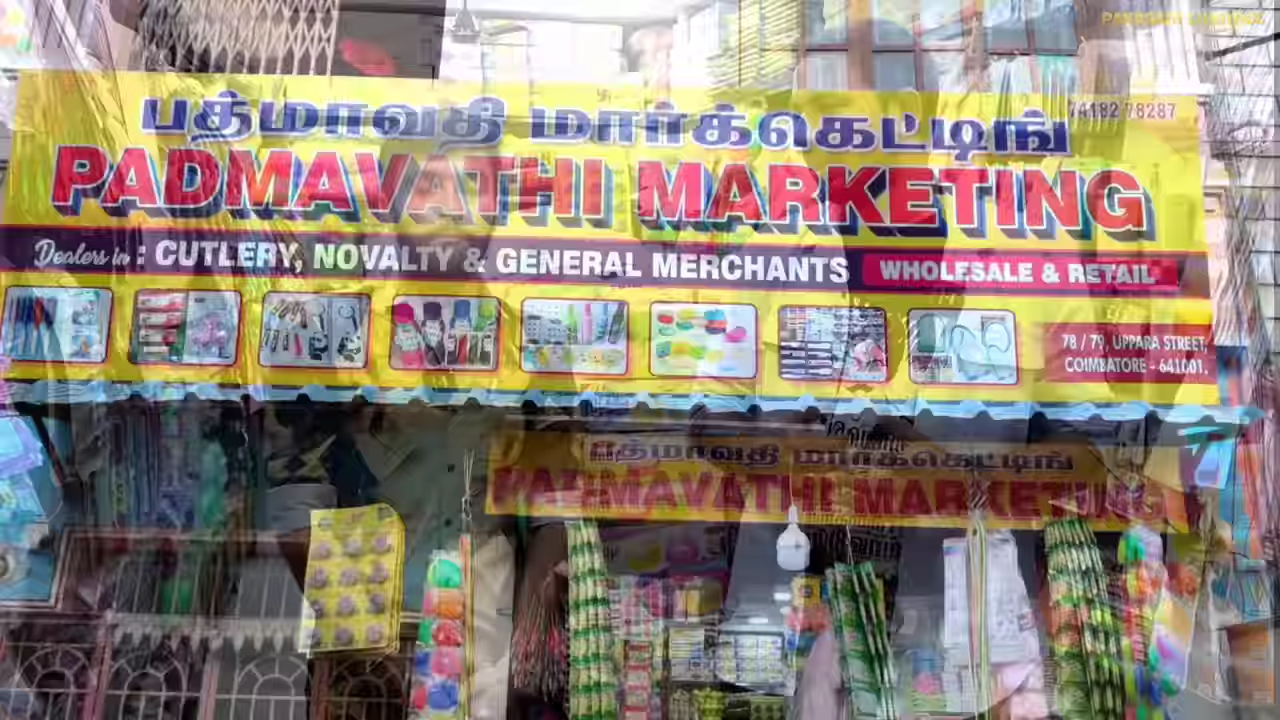 பத்மாவதி மார்க்கெட்டிங்
74182 78287
PADMAVATHI MARKETING
Dealers in : CUTLERY, NOVALTY & GENERAL MERCHANTS
WHOLESALE & RETAIL
78 / 79, UPPARA STREET,
COIMBATORE - 641001.
பத்மாவதி மார்க்கெட்டிங்
PADMAVATHI MARKETING